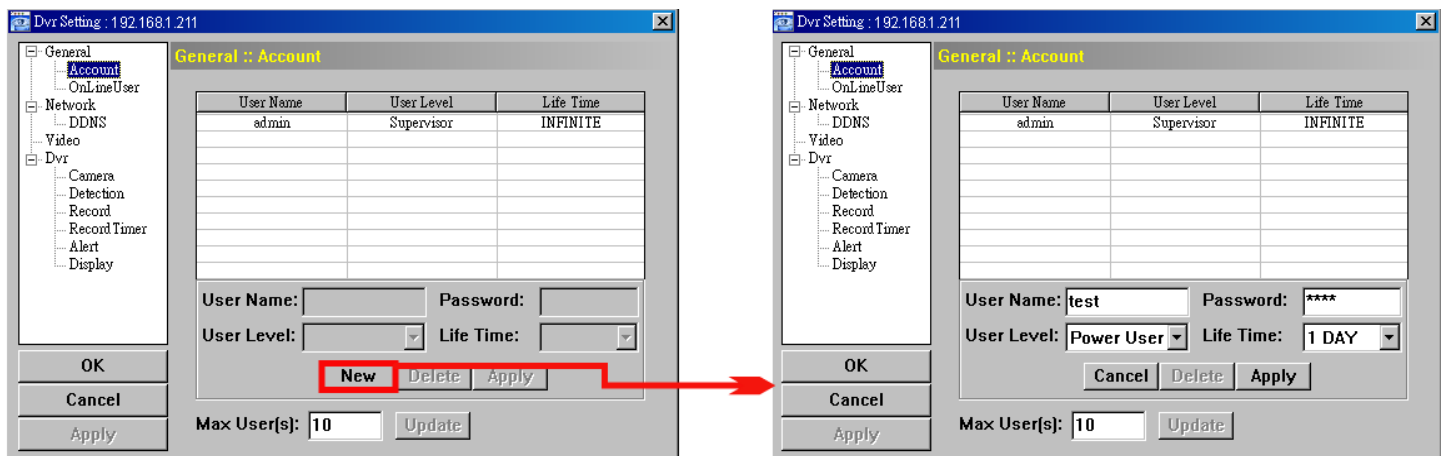 Dvr Setting : 192.168.1.211
General
Account
OnLineUser
Network
DDNS
Video
Dvr
Camera
Detection
Record
Record Timer
Alert
Display
OK
Cancel
Apply
General :: Account
User Name User Level Life Time
admin Supervisor INFINITE
User Name: Password:
User Level: Life Time:
New Delete Apply
Max User(s): 10 Update
Dvr Setting : 192.168.1.211
General
Account
OnLineUser
Network
DDNS
Video
Dvr
Camera
Detection
Record
Record Timer
Alert
Display
OK
Cancel
Apply
General :: Account
User Name User Level Life Time
admin Supervisor INFINITE
User Name: test Password: ****
User Level: Power User Life Time: 1 DAY
Cancel Delete Apply
Max User(s): 10 Update